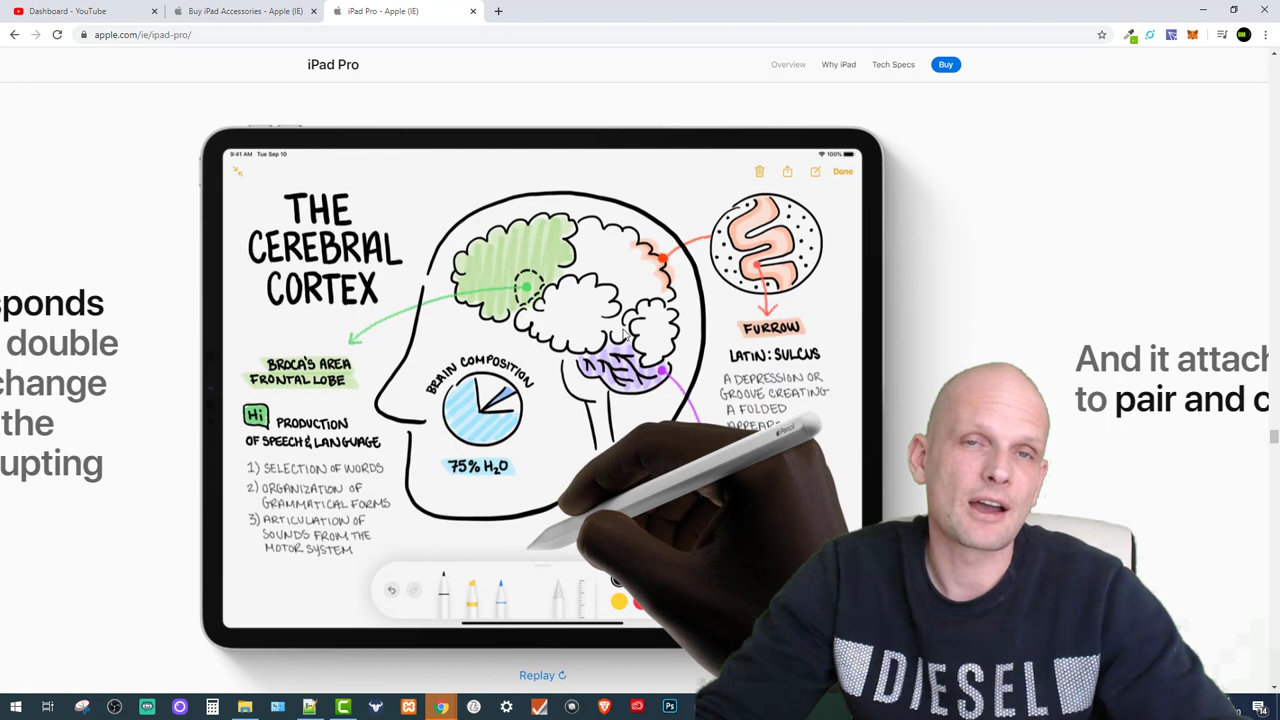 Dashboard - YouTube
Buy iPad Accessories - Apple (IE)
iPad Pro - Apple (IE)
apple.com/ie/ipad-pro/
iPad Pro
Overview
Why iPad
Tech Specs
Buy
9:41 AM Tue Sep 10
100%
Done
THE
CEREBRAL
CORTEX
BROCA'S AREA
FRONTAL LOBE
Hi
PRODUCTION
OF SPEECH & LANGUAGE
1) SELECTION OF WORDS
2) ORGANIZATION OF
GRAMMATICAL FORMS
3) ARTICULATION OF
SOUNDS FROM THE
MOTOR SYSTEM
BRAIN COMPOSITION
75% H2O
FURROW
LATIN: SULCUS
A DEPRESSION OR
GROOVE CREATING
A FOLDED
Pencil
sponds
double
change
the
rupting
And it attach
to pair and c
Replay
DIESEL
Ps
14